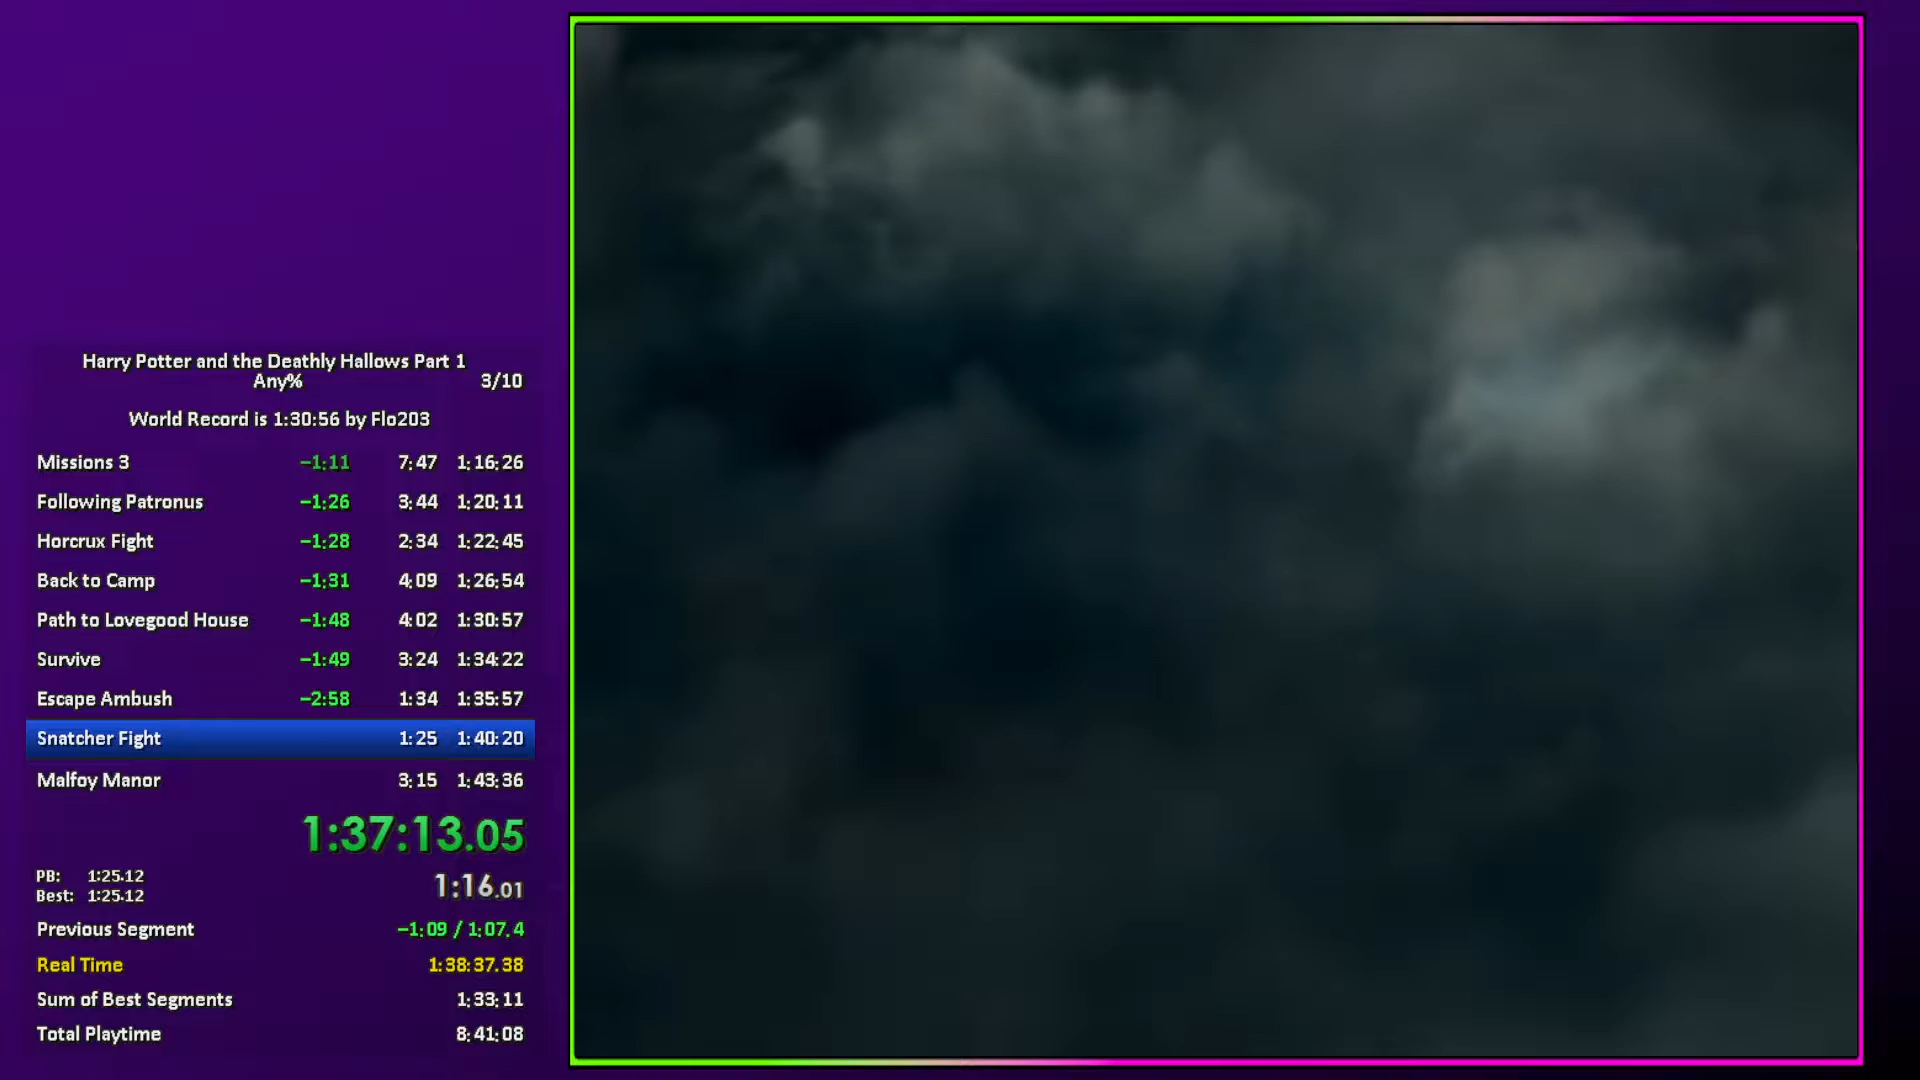 Harry Potter and the Deathly Hallows Part 1
Any% 3/10
World Record is 1:30:56 by Flo203
Missions 3 −1:11 7:47 1:16:26
Following Patronus −1:26 3:44 1:20:11
Horcrux Fight −1:28 2:34 1:22:45
Back to Camp −1:31 4:09 1:26:54
Path to Lovegood House −1:48 4:02 1:30:57
Survive −1:49 3:24 1:34:22
Escape Ambush −2:58 1:34 1:35:57
Snatcher Fight 1:25 1:40:20
Malfoy Manor 3:15 1:43:36
1:37:13.05
PB: 1:25.12
Best: 1:25.12
1:16.01
Previous Segment −1:09 / 1:07.4
Real Time 1:38:37.38
Sum of Best Segments 1:33:11
Total Playtime 8:41:08